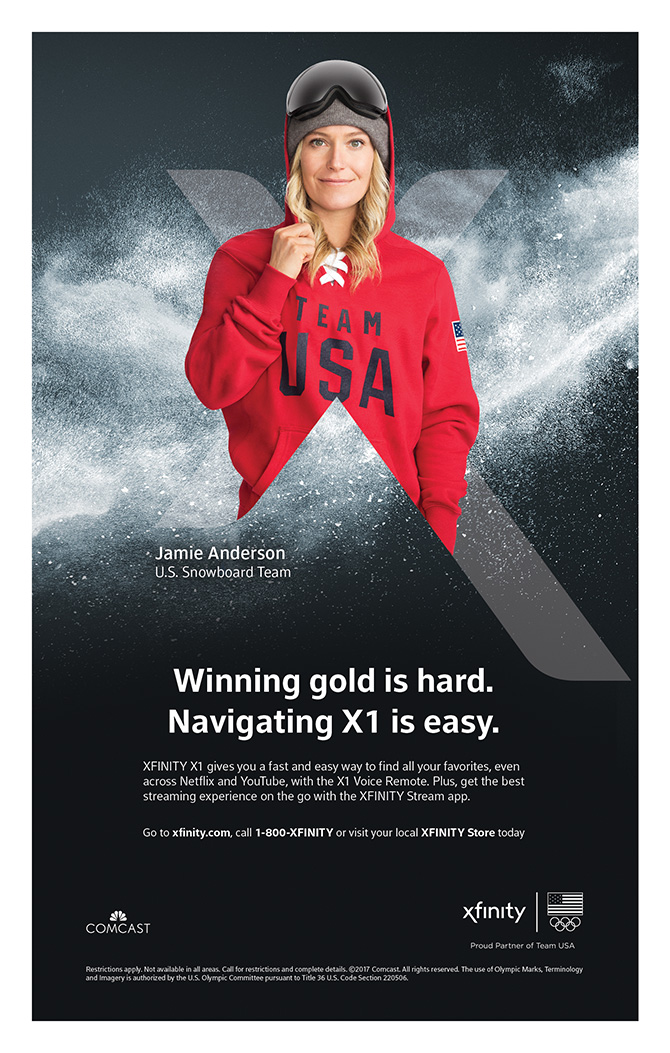 TEAM
USA
Jamie Anderson
U.S. Snowboard Team
Winning gold is hard.
Navigating X1 is easy.
XFINITY X1 gives you a fast and easy way to find all your favorites, even
across Netflix and YouTube, with the X1 Voice Remote. Plus, get the best
streaming experience on the go with the XFINITY Stream app.
Go to xfinity.com, call 1-800-XFINITY or visit your local XFINITY Store today
COMCAST
xfinity
Proud Partner of Team USA
Restrictions apply. Not available in all areas. Call for restrictions and complete details. ©2017 Comcast. All rights reserved. The use of Olympic Marks, Terminology
and Imagery is authorized by the U.S. Olympic Committee pursuant to Title 36 U.S. Code Section 220506.